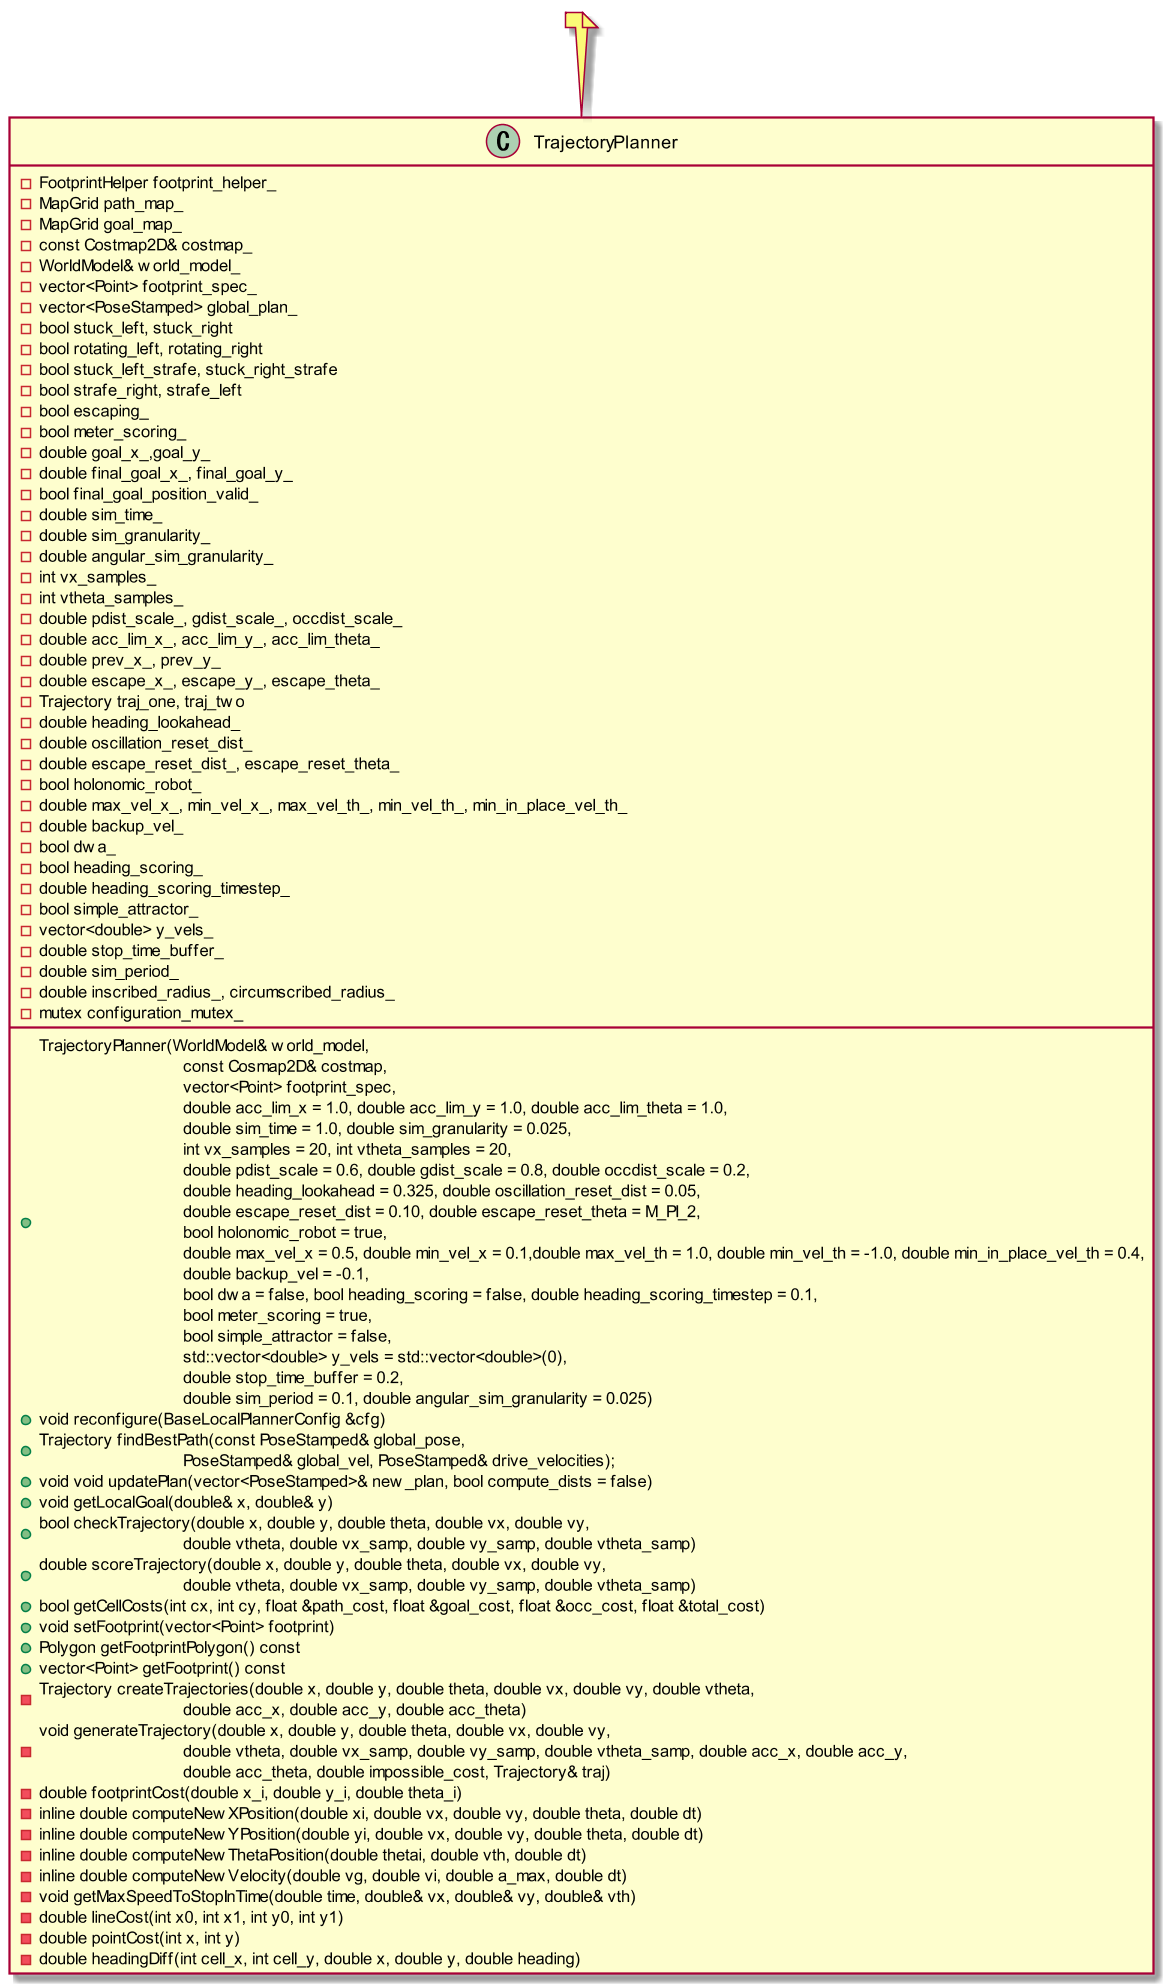 C TrajectoryPlanner
FootprintHelper footprint_helper_
MapGrid path_map_
MapGrid goal_map_
const Costmap2D& costmap_
WorldModel& world_model_
vector<Point> footprint_spec_
vector<PoseStamped> global_plan_
bool stuck_left, stuck_right
bool rotating_left, rotating_right
bool stuck_left_strafe, stuck_right_strafe
bool strafe_right, strafe_left
bool escaping_
bool meter_scoring_
double goal_x_,goal_y_
double final_goal_x_, final_goal_y_
bool final_goal_position_valid_
double sim_time_
double sim_granularity_
double angular_sim_granularity_
int vx_samples_
int vtheta_samples_
double pdist_scale_, gdist_scale_, occdist_scale_
double acc_lim_x_, acc_lim_y_, acc_lim_theta_
double prev_x_, prev_y_
double escape_x_, escape_y_, escape_theta_
Trajectory traj_one, traj_two
double heading_lookahead_
double oscillation_reset_dist_
double escape_reset_dist_, escape_reset_theta_
bool holonomic_robot_
double max_vel_x_, min_vel_x_, max_vel_th_, min_vel_th_, min_in_place_vel_th_
double backup_vel_
bool dwa_
bool heading_scoring_
double heading_scoring_timestep_
bool simple_attractor_
vector<double> y_vels_
double stop_time_buffer_
double sim_period_
double inscribed_radius_, circumscribed_radius_
mutex configuration_mutex_
TrajectoryPlanner(WorldModel& world_model,
const Cosmap2D& costmap,
vector<Point> footprint_spec,
double acc_lim_x = 1.0, double acc_lim_y = 1.0, double acc_lim_theta = 1.0,
double sim_time = 1.0, double sim_granularity = 0.025,
int vx_samples = 20, int vtheta_samples = 20,
double pdist_scale = 0.6, double gdist_scale = 0.8, double occdist_scale = 0.2,
double heading_lookahead = 0.325, double oscillation_reset_dist = 0.05,
double escape_reset_dist = 0.10, double escape_reset_theta = M_PI_2,
bool holonomic_robot = true,
double max_vel_x = 0.5, double min_vel_x = 0.1,double max_vel_th = 1.0, double min_vel_th = -1.0, double min_in_place_vel_th = 0.4,
double backup_vel = -0.1,
bool dwa = false, bool heading_scoring = false, double heading_scoring_timestep = 0.1,
bool meter_scoring = true,
bool simple_attractor = false,
std::vector<double> y_vels = std::vector<double>(0),
double stop_time_buffer = 0.2,
double sim_period = 0.1, double angular_sim_granularity = 0.025)
void reconfigure(BaseLocalPlannerConfig &cfg)
Trajectory findBestPath(const PoseStamped& global_pose,
PoseStamped& global_vel, PoseStamped& drive_velocities);
void void updatePlan(vector<PoseStamped>& new_plan, bool compute_dists = false)
void getLocalGoal(double& x, double& y)
bool checkTrajectory(double x, double y, double theta, double vx, double vy,
double vtheta, double vx_samp, double vy_samp, double vtheta_samp)
double scoreTrajectory(double x, double y, double theta, double vx, double vy,
double vtheta, double vx_samp, double vy_samp, double vtheta_samp)
bool getCellCosts(int cx, int cy, float &path_cost, float &goal_cost, float &occ_cost, float &total_cost)
void setFootprint(vector<Point> footprint)
Polygon getFootprintPolygon() const
vector<Point> getFootprint() const
Trajectory createTrajectories(double x, double y, double theta, double vx, double vy, double vtheta,
double acc_x, double acc_y, double acc_theta)
void generateTrajectory(double x, double y, double theta, double vx, double vy,
double vtheta, double vx_samp, double vy_samp, double vtheta_samp, double acc_x, double acc_y,
double acc_theta, double impossible_cost, Trajectory& traj)
double footprintCost(double x_i, double y_i, double theta_i)
inline double computeNewXPosition(double xi, double vx, double vy, double theta, double dt)
inline double computeNewYPosition(double yi, double vx, double vy, double theta, double dt)
inline double computeNewThetaPosition(double thetai, double vth, double dt)
inline double computeNewVelocity(double vg, double vi, double a_max, double dt)
void getMaxSpeedToStopInTime(double time, double& vx, double& vy, double& vth)
double lineCost(int x0, int x1, int y0, int y1)
double pointCost(int x, int y)
double headingDiff(int cell_x, int cell_y, double x, double y, double heading)